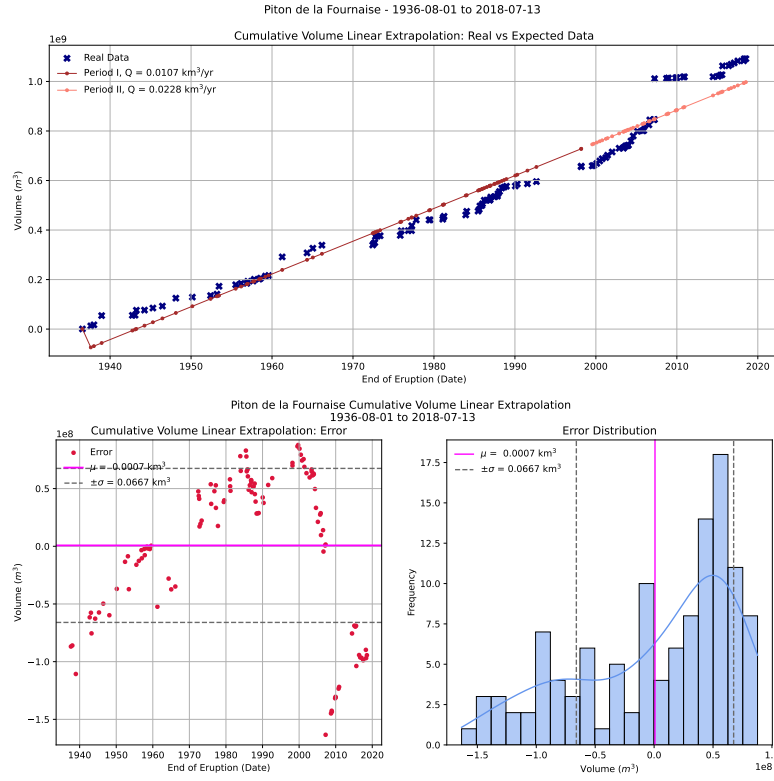 Piton de la Fournaise - 1936-08-01 to 2018-07-13
Cumulative Volume Linear Extrapolation: Real vs Expected Data
1e9
Real Data
Period I, Q = 0.0107 km³/yr
Period II, Q = 0.0228 km³/yr
1.0
0.8
0.6
0.4
0.2
0.0
Volume (m³)
1940 1950 1960 1970 1980 1990 2000 2010 2020
End of Eruption (Date)
Piton de la Fournaise Cumulative Volume Linear Extrapolation
1936-08-01 to 2018-07-13
Cumulative Volume Linear Extrapolation: Error
1e8
Error
μ = 0.0007 km³
±σ = 0.0667 km³
0.5
0.0
−0.5
−1.0
−1.5
Volume (m³)
1940 1950 1960 1970 1980 1990 2000 2010 2020
End of Eruption (Date)
Error Distribution
μ = 0.0007 km³
±σ = 0.0667 km³
17.5
15.0
12.5
10.0
7.5
5.0
2.5
0.0
Frequency
−1.5 −1.0 −0.5 0.0 0.5 1.0
1e8
Volume (m³)